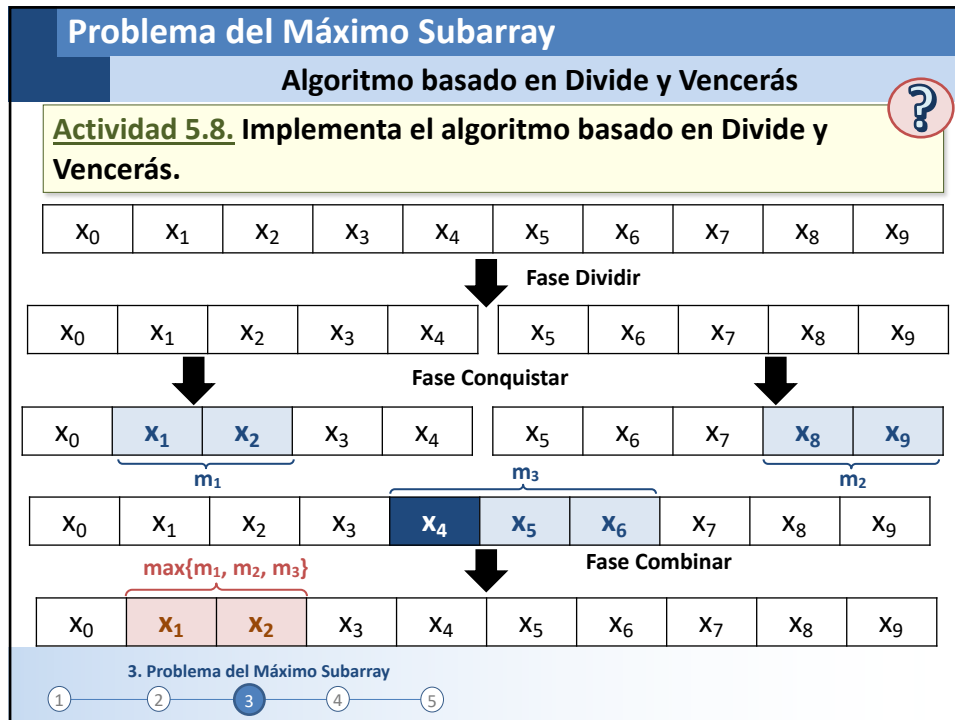 Problema del Máximo Subarray
Algoritmo basado en Divide y Vencerás
?
Actividad 5.8. Implementa el algoritmo basado en Divide y
Vencerás.
x₀ x₁ x₂ x₃ x₄ x₅ x₆ x₇ x₈ x₉
Fase Dividir
x₀ x₁ x₂ x₃ x₄ x₅ x₆ x₇ x₈ x₉
Fase Conquistar
x₀ x₁ x₂ x₃ x₄ x₅ x₆ x₇ x₈ x₉
m₁ m₃ m₂
x₀ x₁ x₂ x₃ x₄ x₅ x₆ x₇ x₈ x₉
Fase Combinar
max{m₁, m₂, m₃}
x₀ x₁ x₂ x₃ x₄ x₅ x₆ x₇ x₈ x₉
3. Problema del Máximo Subarray
1 2 3 4 5